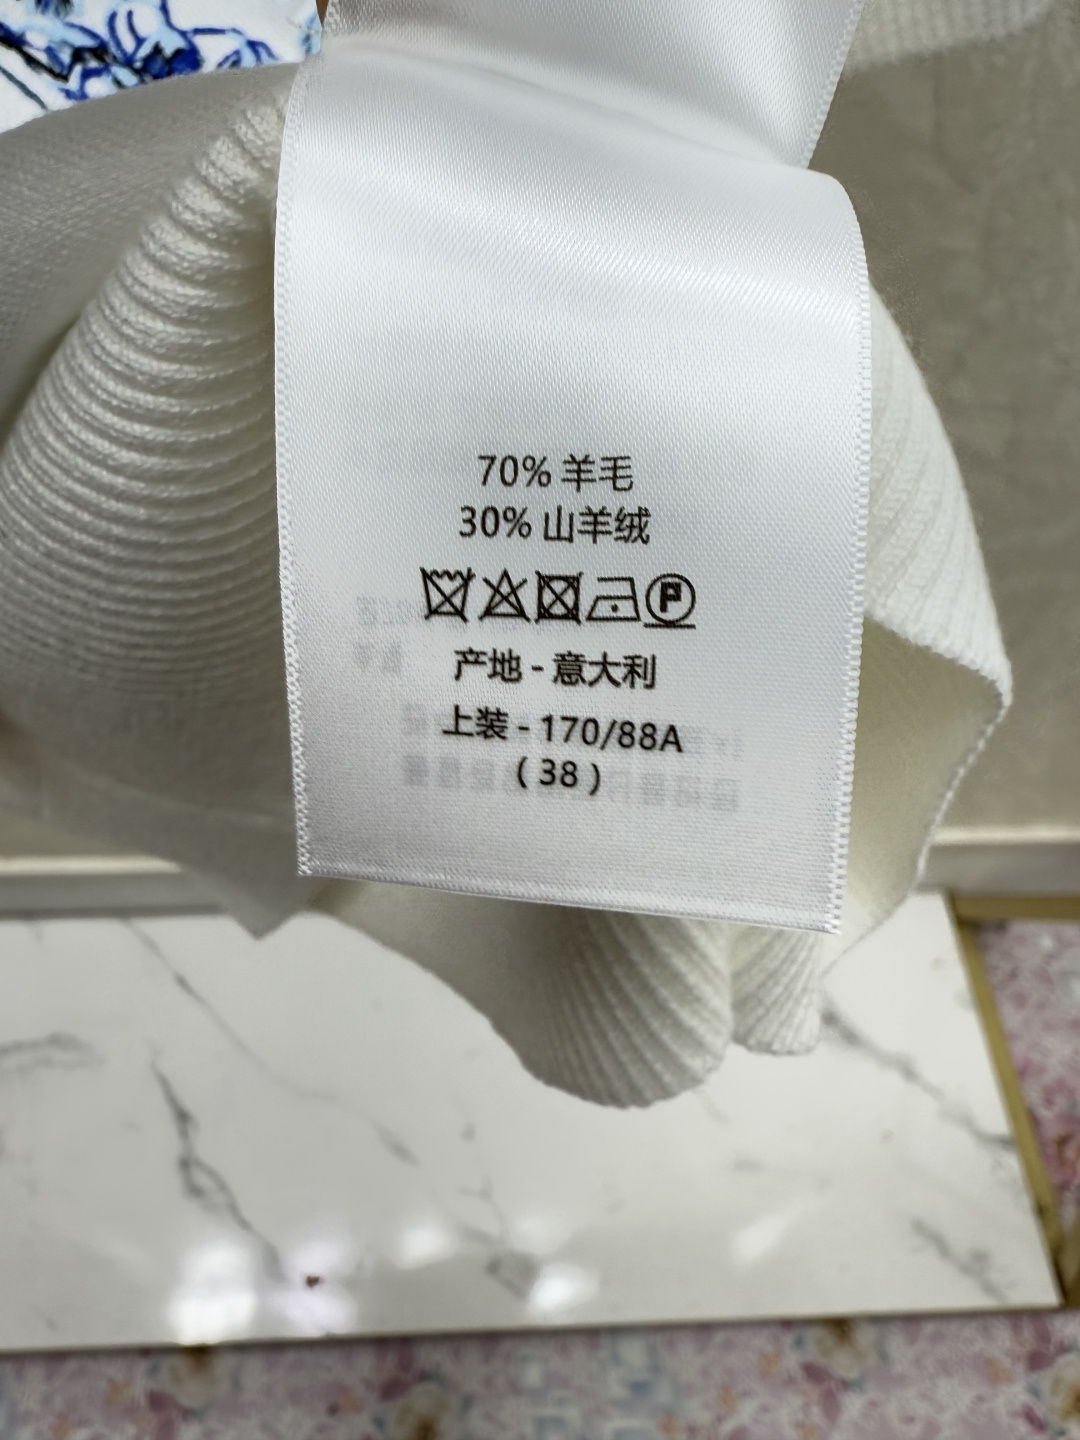 70% 羊毛
30% 山羊绒
P
产地 - 意大利
上装 - 170/88A
( 38 )